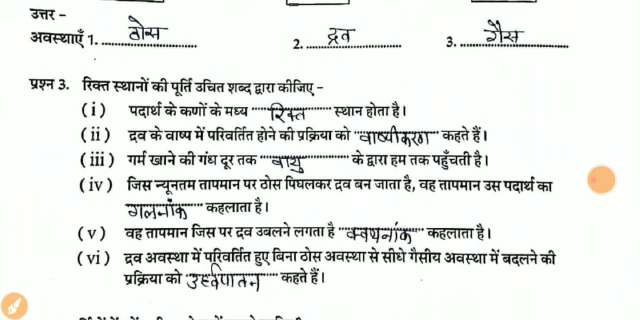 उत्तर –
अवस्थाएँ 1. ठोस 2. द्रव 3. गैस
प्रश्न 3. रिक्त स्थानों की पूर्ति उचित शब्द द्वारा कीजिए –
( i ) पदार्थ के कणों के मध्य रिक्त स्थान होता है।
( ii ) द्रव के वाष्प में परिवर्तित होने की प्रक्रिया को वाष्पीकरण कहते हैं।
( iii ) गर्म खाने की गंध दूर तक वायु के द्वारा हम तक पहुँचती है।
( iv ) जिस न्यूनतम तापमान पर ठोस पिघलकर द्रव बन जाता है, वह तापमान उस पदार्थ का
गलनांक कहलाता है।
( v ) वह तापमान जिस पर द्रव उबलने लगता है क्वथनांक कहलाता है।
( vi ) द्रव अवस्था में परिवर्तित हुए बिना ठोस अवस्था से सीधे गैसीय अवस्था में बदलने की
प्रक्रिया को उर्ध्वपातन कहते हैं।